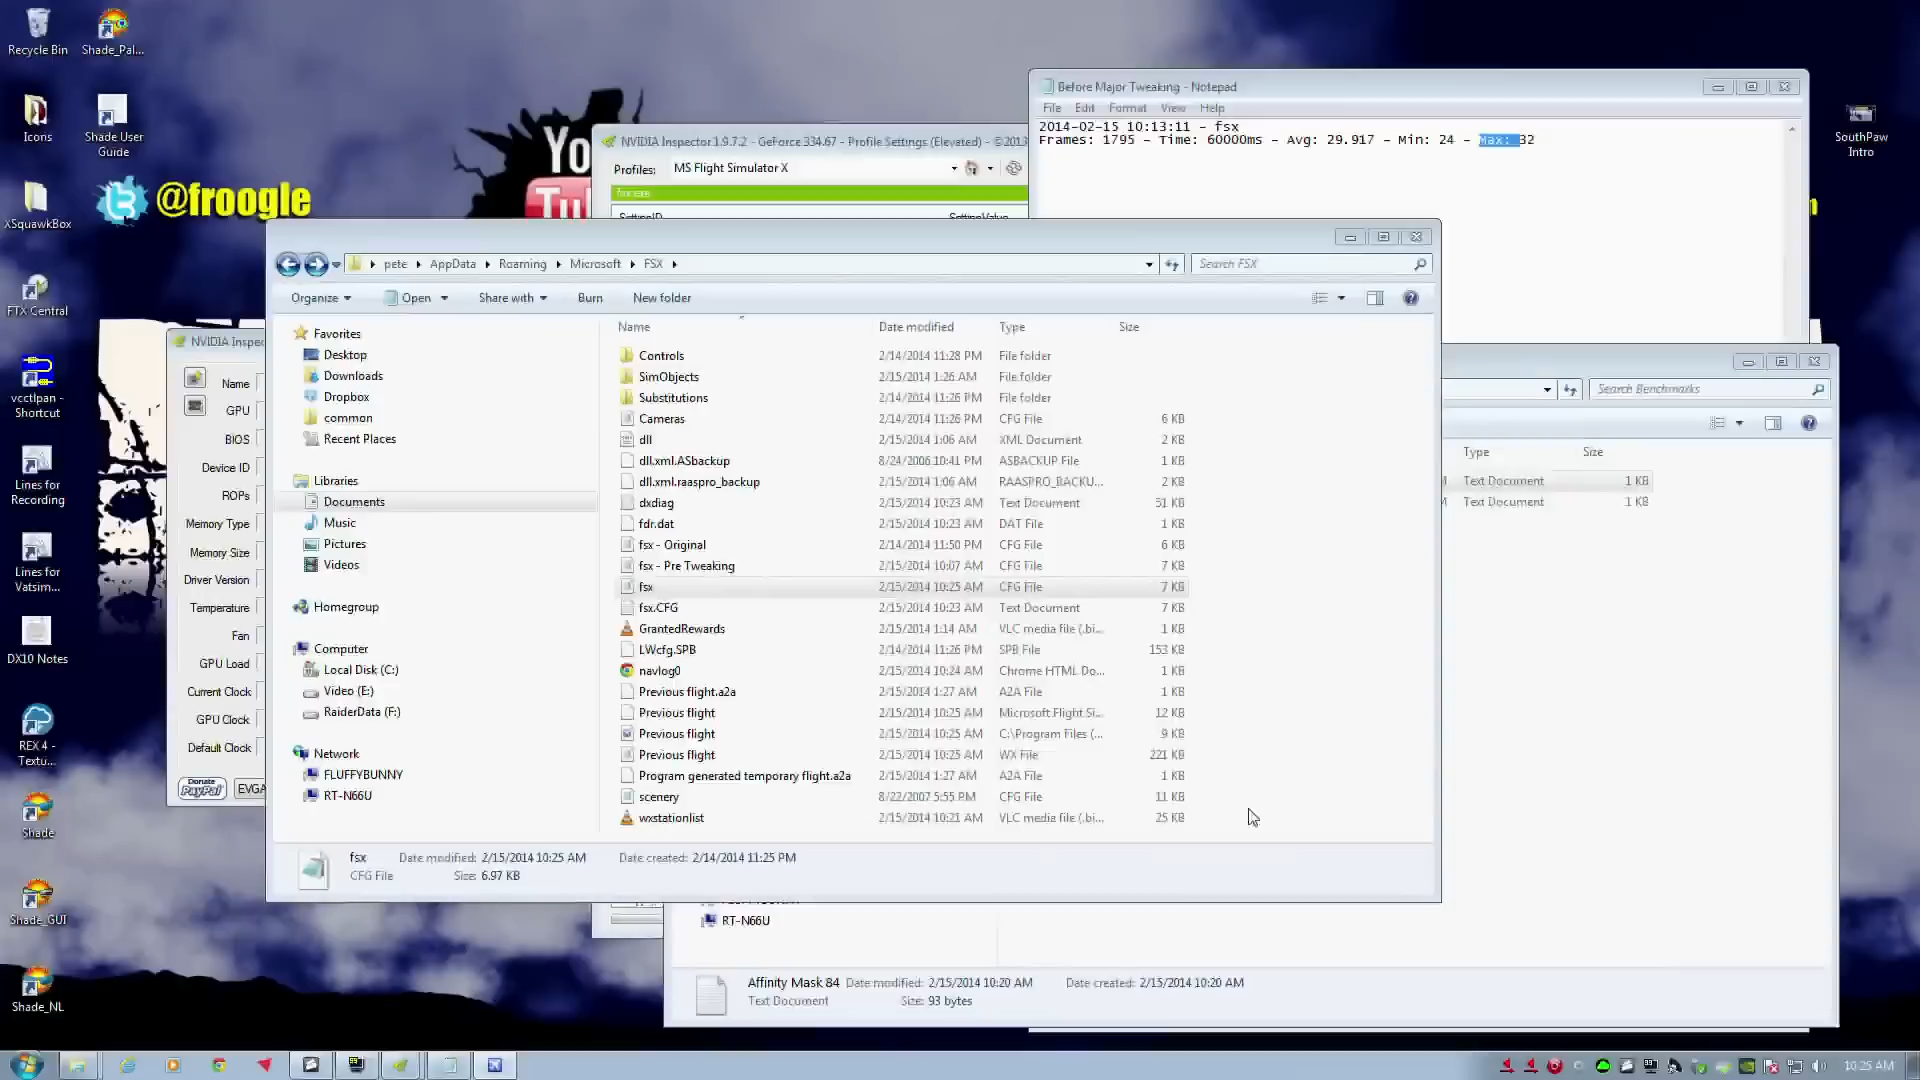 Recycle Bin
Shade_Pal...
Icons
Shade User
Guide
XSquawkBox
@froogle
FTX Central
vcctlpan -
Shortcut
Lines for
Recording
Lines for
Vatsim...
DX10 Notes
REX 4 -
Textu...
Shade
Shade_GUI
Shade_NL
SouthPaw
Intro
You
Tu
Before Major Tweaking - Notepad
File Edit Format View Help
2014-02-15 10:13:11 - fsx
Frames: 1795 - Time: 60000ms - Avg: 29.917 - Min: 24 - Max: 32
NVIDIA Inspector 1.9.7.2 - GeForce 334.67 - Profile Settings (Elevated) - ©2013
Profiles: MS Flight Simulator X
SettingID SettingValue
NVIDIA Inspe
Name
GPU
BIOS
Device ID
ROPs
Memory Type
Memory Size
Driver Version
Temperature
Fan
GPU Load
Current Clock
GPU Clock
Default Clock
Donate
PayPal
EVGA
pete AppData Roaming Microsoft FSX
Search FSX
Organize Open Share with Burn New folder
Favorites
Desktop
Downloads
Dropbox
common
Recent Places
Libraries
Documents
Music
Pictures
Videos
Homegroup
Computer
Local Disk (C:)
Video (E:)
RaiderData (F:)
Network
FLUFFYBUNNY
RT-N66U
Name Date modified Type Size
Controls 2/14/2014 11:28 PM File folder
SimObjects 2/15/2014 1:26 AM File folder
Substitutions 2/14/2014 11:26 PM File folder
Cameras 2/14/2014 11:26 PM CFG File 6 KB
dll 2/15/2014 1:06 AM XML Document 2 KB
dll.xml.ASbackup 8/24/2006 10:41 PM ASBACKUP File 1 KB
dll.xml.raaspro_backup 2/15/2014 1:06 AM RAASPRO_BACKU... 2 KB
dxdiag 2/15/2014 10:23 AM Text Document 51 KB
fdr.dat 2/15/2014 10:23 AM DAT File 1 KB
fsx - Original 2/14/2014 11:50 PM CFG File 6 KB
fsx - Pre Tweaking 2/15/2014 10:07 AM CFG File 7 KB
fsx 2/15/2014 10:25 AM CFG File 7 KB
fsx.CFG 2/15/2014 10:23 AM Text Document 7 KB
GrantedRewards 2/15/2014 1:14 AM VLC media file (.bi... 1 KB
LWcfg.SPB 2/14/2014 11:26 PM SPB File 153 KB
navlog0 2/15/2014 10:24 AM Chrome HTML Do... 1 KB
Previous flight.a2a 2/15/2014 1:27 AM A2A File 1 KB
Previous flight 2/15/2014 10:25 AM Microsoft Flight Si... 12 KB
Previous flight 2/15/2014 10:25 AM C:\Program Files (... 9 KB
Previous flight 2/15/2014 10:25 AM WX File 221 KB
Program generated temporary flight.a2a 2/15/2014 1:27 AM A2A File 1 KB
scenery 8/22/2007 5:55 PM CFG File 11 KB
wxstationlist 2/15/2014 10:21 AM VLC media file (.bi... 25 KB
fsx Date modified: 2/15/2014 10:25 AM Date created: 2/14/2014 11:25 PM
CFG File Size: 6.97 KB
Search Benchmarks
Type Size
M Text Document 1 KB
M Text Document 1 KB
RT-N66U
Affinity Mask 84 Date modified: 2/15/2014 10:20 AM Date created: 2/15/2014 10:20 AM
Text Document Size: 93 bytes
10:25 AM